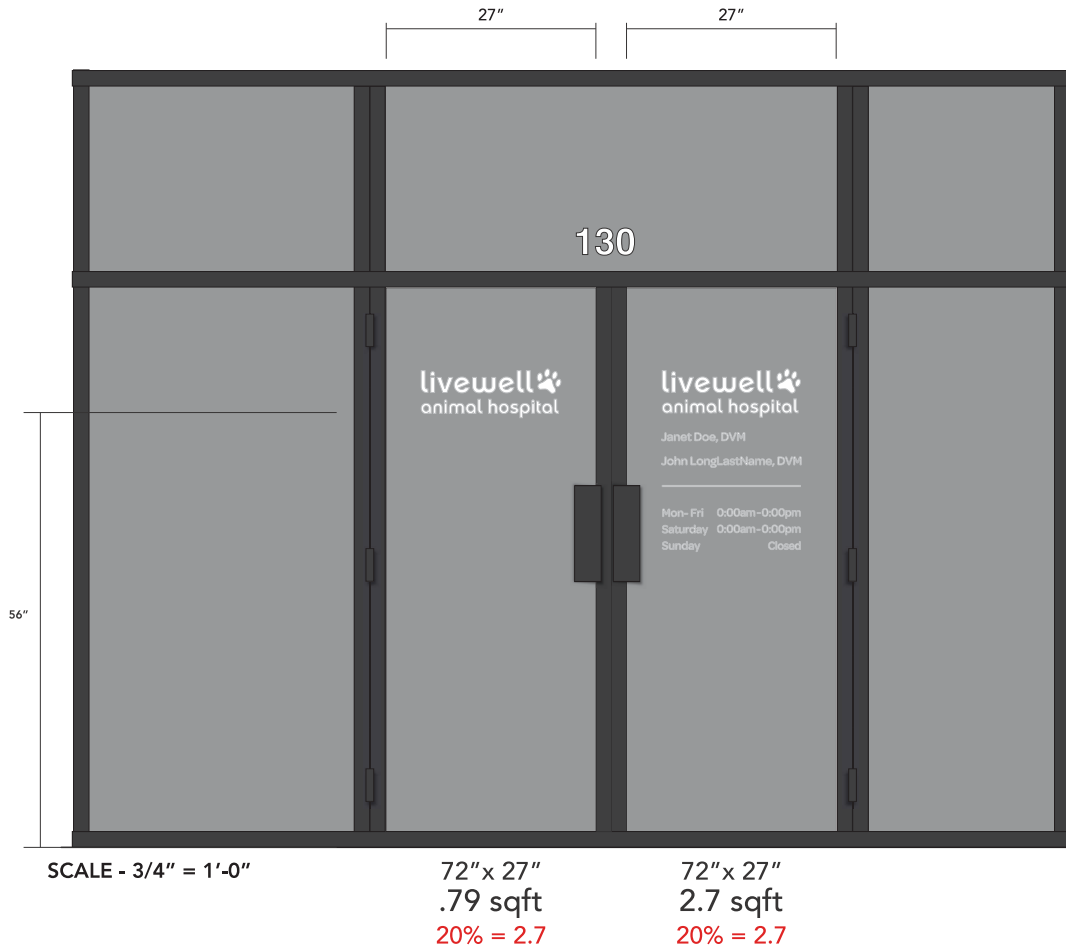 27" 27"
130
livewell
animal hospital
livewell
animal hospital
Janet Doe, DVM
John LongLastName, DVM
Mon- Fri 0:00am-0:00pm
Saturday 0:00am-0:00pm
Sunday Closed
56"
SCALE - 3/4" = 1'-0"
72"x 27"
.79 sqft
20% = 2.7
72"x 27"
2.7 sqft
20% = 2.7